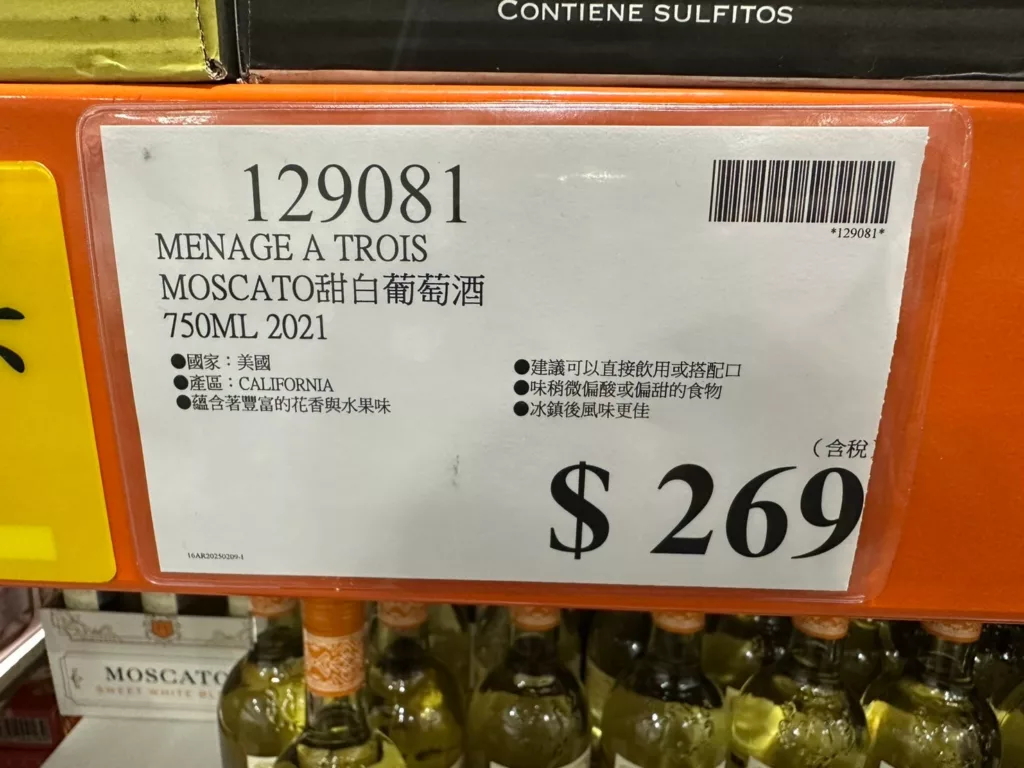 CONTIENE SULFITOS
129081
*129081*
MENAGE A TROIS
MOSCATO甜白葡萄酒
750ML 2021
●國家：美國
●產區：CALIFORNIA
●蘊含著豐富的花香與水果味
●建議可以直接飲用或搭配口
●味稍微偏酸或偏甜的食物
●冰鎮後風味更佳
（含稅）
$ 269
16AR20250209-1
MOSCATO
SWEET WHITE BL